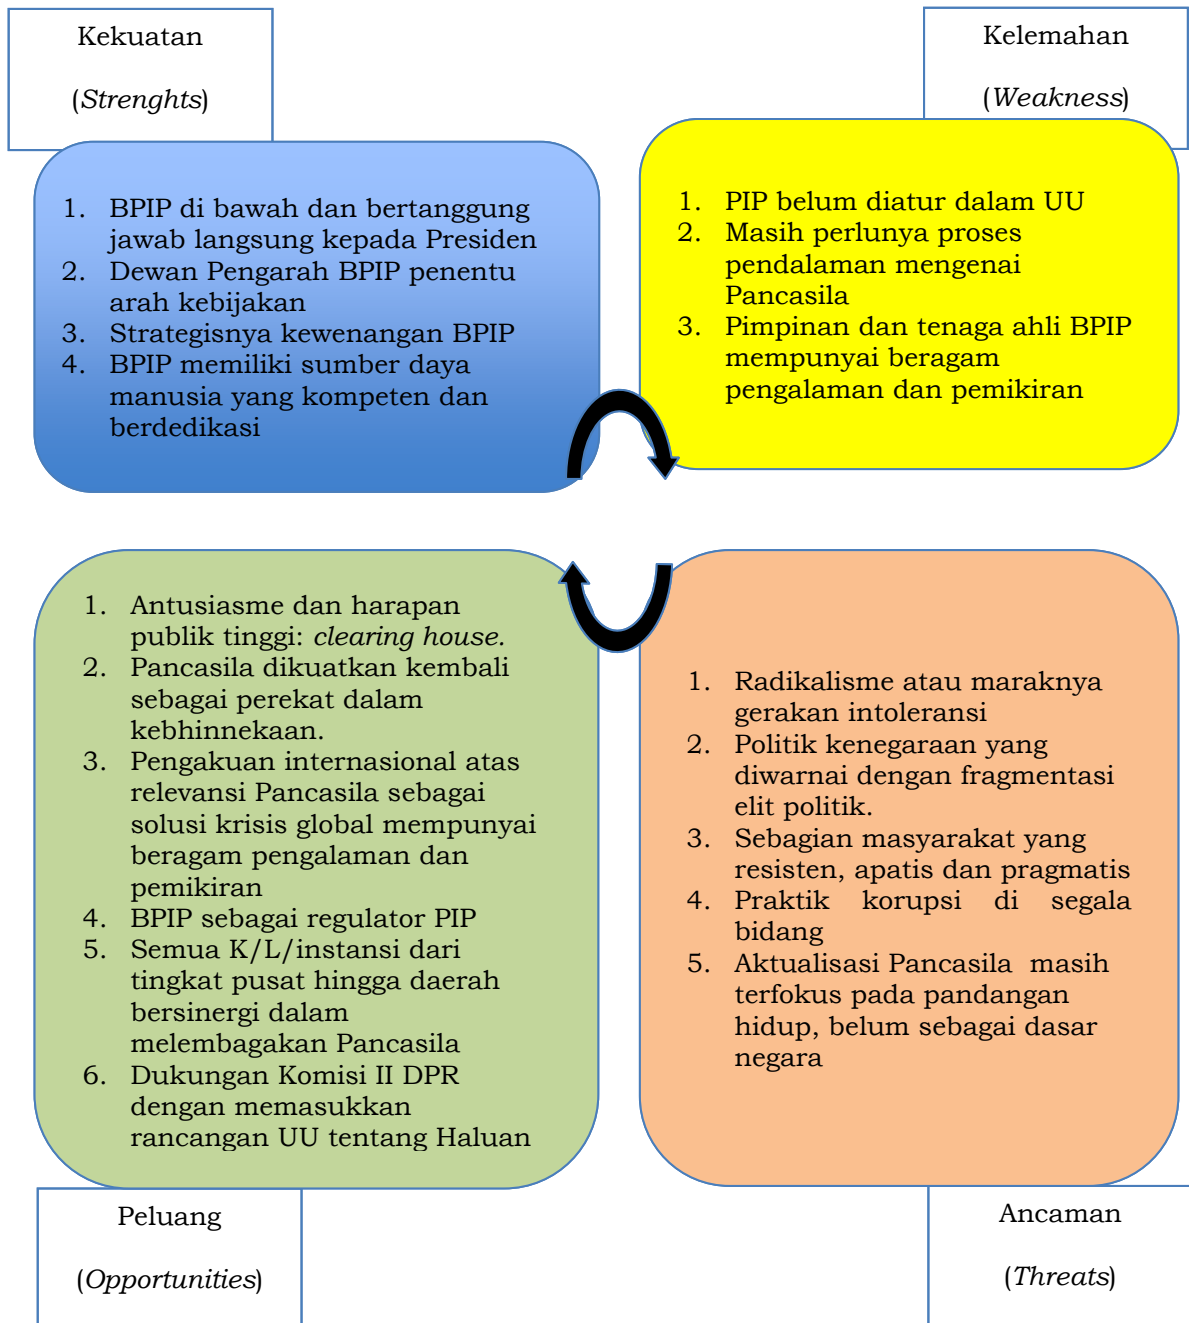 Kekuatan
(Strenghts)
1. BPIP di bawah dan bertanggung
jawab langsung kepada Presiden
2. Dewan Pengarah BPIP penentu
arah kebijakan
3. Strategisnya kewenangan BPIP
4. BPIP memiliki sumber daya
manusia yang kompeten dan
berdedikasi
Kelemahan
(Weakness)
1. PIP belum diatur dalam UU
2. Masih perlunya proses
pendalaman mengenai
Pancasila
3. Pimpinan dan tenaga ahli BPIP
mempunyai beragam
pengalaman dan pemikiran
1. Antusiasme dan harapan
publik tinggi: clearing house.
2. Pancasila dikuatkan kembali
sebagai perekat dalam
kebhinnekaan.
3. Pengakuan internasional atas
relevansi Pancasila sebagai
solusi krisis global mempunyai
beragam pengalaman dan
pemikiran
4. BPIP sebagai regulator PIP
5. Semua K/L/instansi dari
tingkat pusat hingga daerah
bersinergi dalam
melembagakan Pancasila
6. Dukungan Komisi II DPR
dengan memasukkan
rancangan UU tentang Haluan
Peluang
(Opportunities)
1. Radikalisme atau maraknya
gerakan intoleransi
2. Politik kenegaraan yang
diwarnai dengan fragmentasi
elit politik.
3. Sebagian masyarakat yang
resisten, apatis dan pragmatis
4. Praktik korupsi di segala
bidang
5. Aktualisasi Pancasila masih
terfokus pada pandangan
hidup, belum sebagai dasar
negara
Ancaman
(Threats)